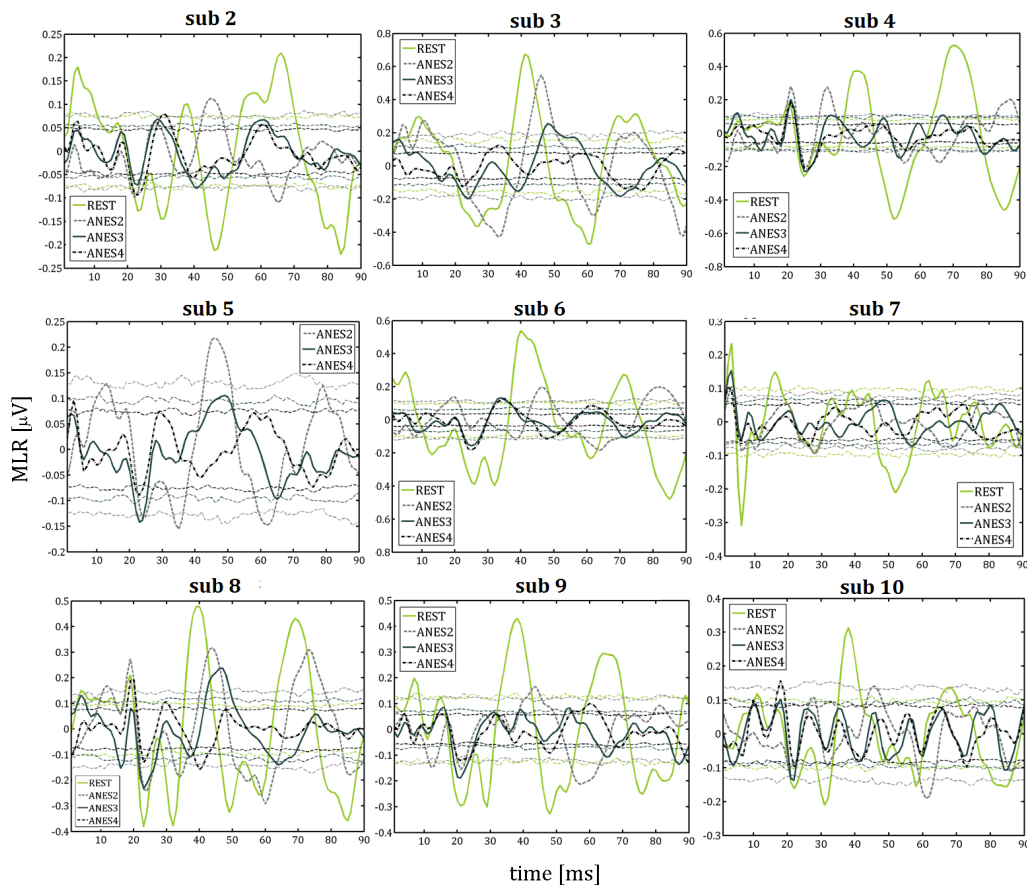 sub 2
0.25
0.2
0.15
0.1
0.05
0
-0.05
-0.1
-0.15
-0.2
-0.25
REST
ANES2
ANES3
ANES4
10 20 30 40 50 60 70 80 90
sub 3
0.8
0.6
0.4
0.2
0
-0.2
-0.4
-0.6
REST
ANES2
ANES3
ANES4
10 20 30 40 50 60 70 80 90
sub 4
0.6
0.4
0.2
0
-0.2
-0.4
-0.6
0.8
REST
ANES2
ANES3
ANES4
10 20 30 40 50 60 70 80 90
MLR [μV]
sub 5
0.25
0.2
0.15
0.1
0.05
0
-0.05
-0.1
-0.15
-0.2
ANES2
ANES3
ANES4
10 20 30 40 50 60 70 80 90
sub 6
0.6
0.4
0.2
0
-0.2
0.4
0.6
0.8
REST
ANES2
ANES3
ANES4
10 20 30 40 50 60 70 80 90
sub 7
0.3
0.2
0.1
0
-0.1
-0.2
-0.3
-0.4
REST
ANES2
ANES3
ANES4
10 20 30 40 50 60 70 80 90
sub 8
0.5
0.4
0.3
0.2
0.1
0
-0.1
-0.2
-0.3
-0.4
REST
ANES2
ANES3
ANES4
10 20 30 40 50 60 70 80 90
sub 9
0.5
0.4
0.3
0.2
0.1
0
-0.1
-0.2
-0.3
-0.4
REST
ANES2
ANES3
ANES4
10 20 30 40 50 60 70 80 90
sub 10
0.4
0.3
0.2
0.1
0
-0.1
-0.2
-0.3
REST
ANES2
ANES3
ANES4
10 20 30 40 50 60 70 80 90
time [ms]